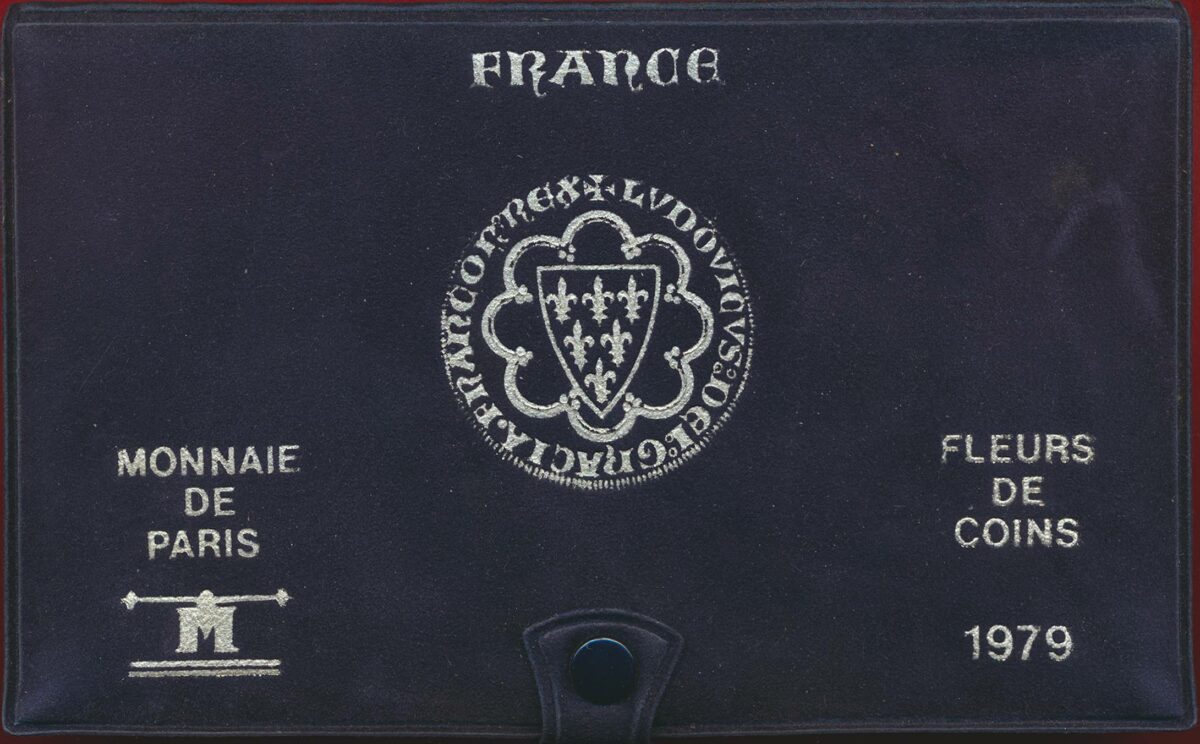 FRANCE
✠ LVDOVICVS: DEI: GRACIA. FRANCOR' REX
MONNAIE
DE
PARIS
M
FLEURS
DE
COINS
1979